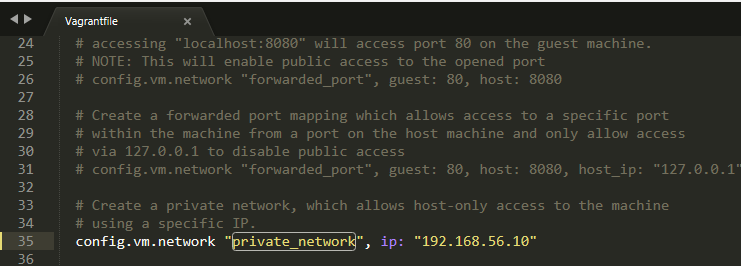 Vagrantfile
24 # accessing "localhost:8080" will access port 80 on the guest machine.
25 # NOTE: This will enable public access to the opened port
26 # config.vm.network "forwarded_port", guest: 80, host: 8080
27
28 # Create a forwarded port mapping which allows access to a specific port
29 # within the machine from a port on the host machine and only allow access
30 # via 127.0.0.1 to disable public access
31 # config.vm.network "forwarded_port", guest: 80, host: 8080, host_ip: "127.0.0.1"
32
33 # Create a private network, which allows host-only access to the machine
34 # using a specific IP.
35 config.vm.network "private_network", ip: "192.168.56.10"
36